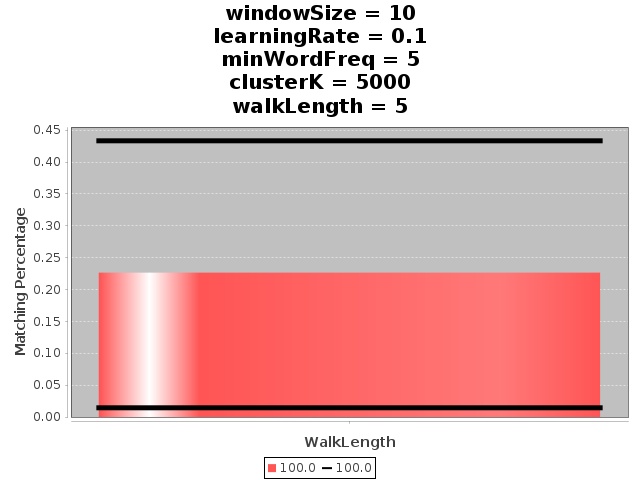 windowSize = 10
learningRate = 0.1
minWordFreq = 5
clusterK = 5000
walkLength = 5
0.45
0.40
0.35
0.30
0.25
0.20
0.15
0.10
0.05
0.00
Matching Percentage
WalkLength
100.0 100.0